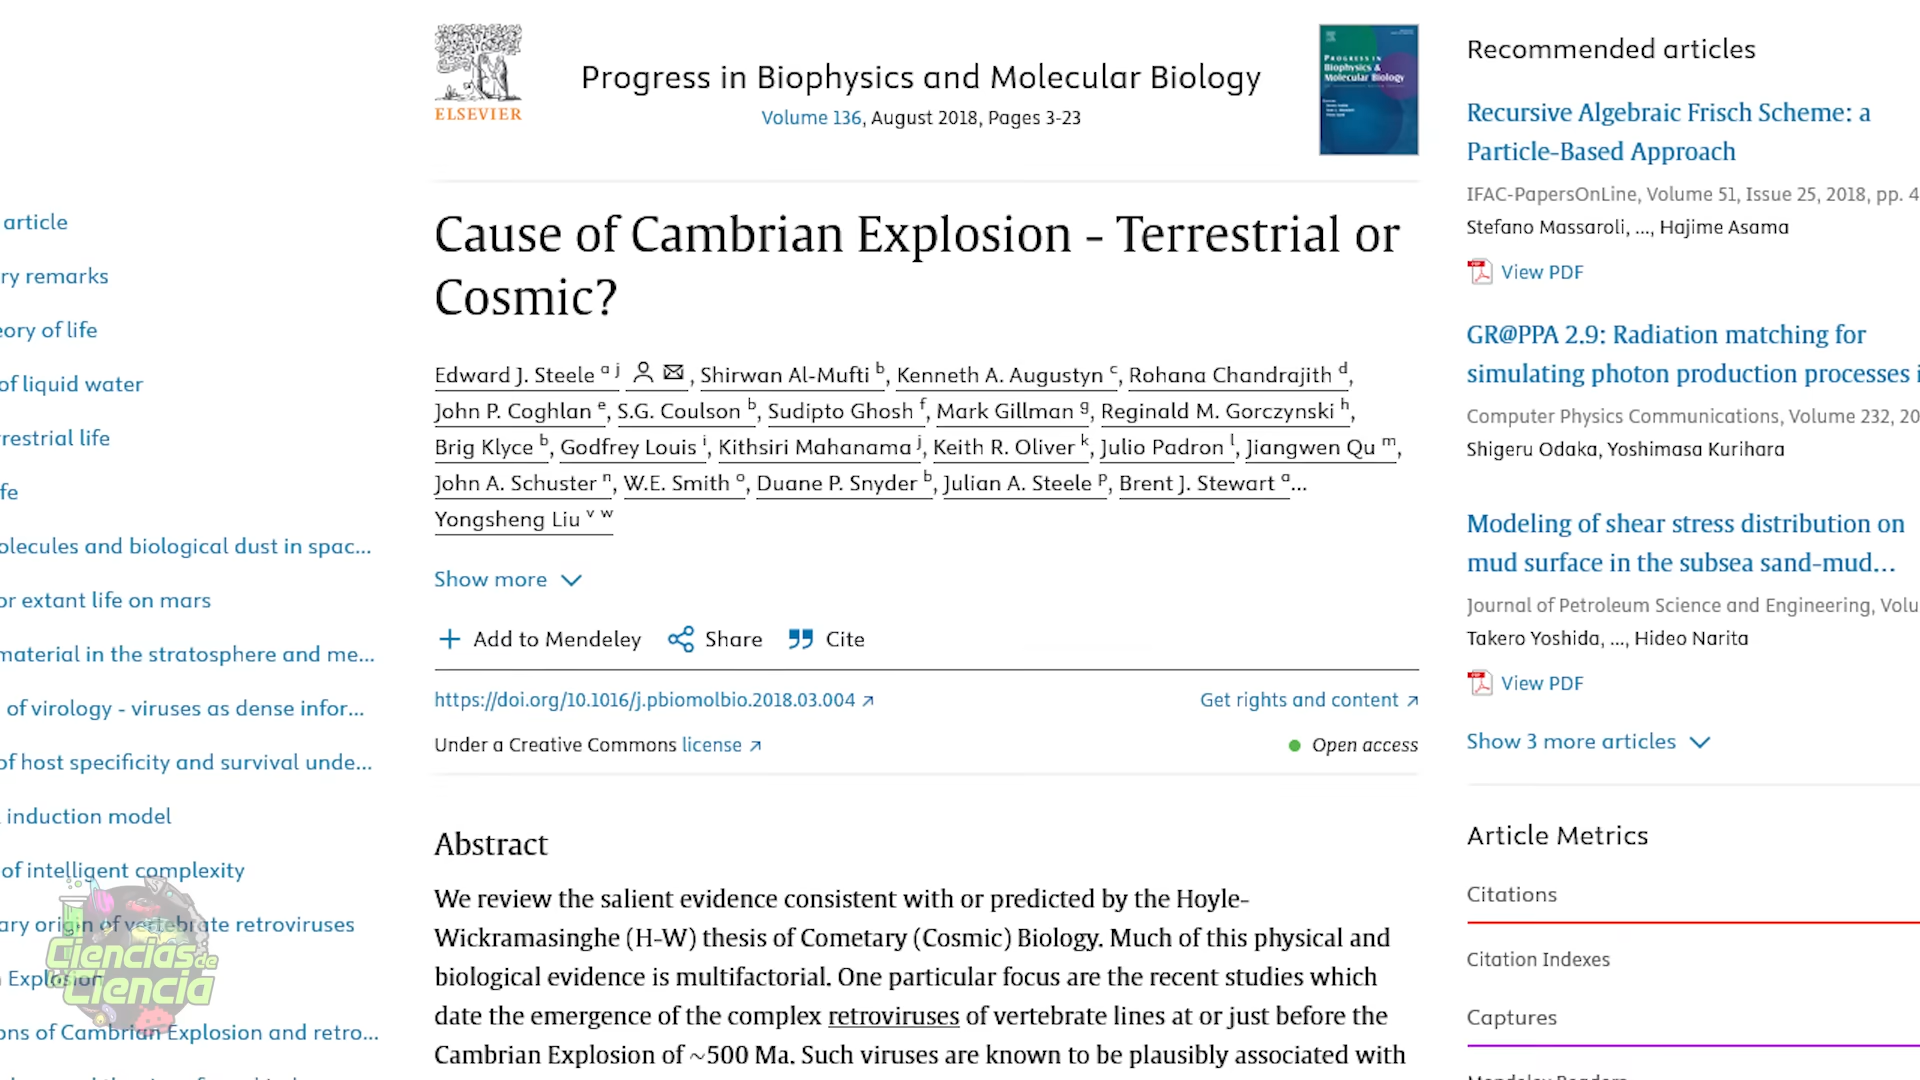 ELSEVIER
Progress in Biophysics and Molecular Biology
Volume 136, August 2018, Pages 3-23
PROGRESS IN
Biophysics &
Molecular Biology
Cause of Cambrian Explosion - Terrestrial or
Cosmic?
Edward J. Steele a j , Shirwan Al-Mufti b, Kenneth A. Augustyn c, Rohana Chandrajith d,
John P. Coghlan e, S.G. Coulson b, Sudipto Ghosh f, Mark Gillman g, Reginald M. Gorczynski h,
Brig Klyce b, Godfrey Louis i, Kithsiri Mahanama j, Keith R. Oliver k, Julio Padron l, Jiangwen Qu m,
John A. Schuster n, W.E. Smith o, Duane P. Snyder b, Julian A. Steele p, Brent J. Stewart a...
Yongsheng Liu v w
Show more
Add to Mendeley
Share
Cite
https://doi.org/10.1016/j.pbiomolbio.2018.03.004
Get rights and content
Under a Creative Commons license
Open access
Abstract
We review the salient evidence consistent with or predicted by the Hoyle-
Wickramasinghe (H-W) thesis of Cometary (Cosmic) Biology. Much of this physical and
biological evidence is multifactorial. One particular focus are the recent studies which
date the emergence of the complex retroviruses of vertebrate lines at or just before the
Cambrian Explosion of ~500 Ma. Such viruses are known to be plausibly associated with
article
ry remarks
eory of life
of liquid water
rrestrial life
fe
olecules and biological dust in spac...
or extant life on mars
material in the stratosphere and me...
of virology - viruses as dense infor...
of host specificity and survival unde...
induction model
of intelligent complexity
ary origin of vertebrate retroviruses
Explosion
ons of Cambrian Explosion and retro...
Ciencias de
la Ciencia
Recommended articles
Recursive Algebraic Frisch Scheme: a
Particle-Based Approach
IFAC-PapersOnLine, Volume 51, Issue 25, 2018, pp. 4
Stefano Massaroli, ..., Hajime Asama
View PDF
GR@PPA 2.9: Radiation matching for
simulating photon production processes i
Computer Physics Communications, Volume 232, 20
Shigeru Odaka, Yoshimasa Kurihara
Modeling of shear stress distribution on
mud surface in the subsea sand-mud...
Journal of Petroleum Science and Engineering, Volu
Takero Yoshida, ..., Hideo Narita
View PDF
Show 3 more articles
Article Metrics
Citations
Citation Indexes
Captures